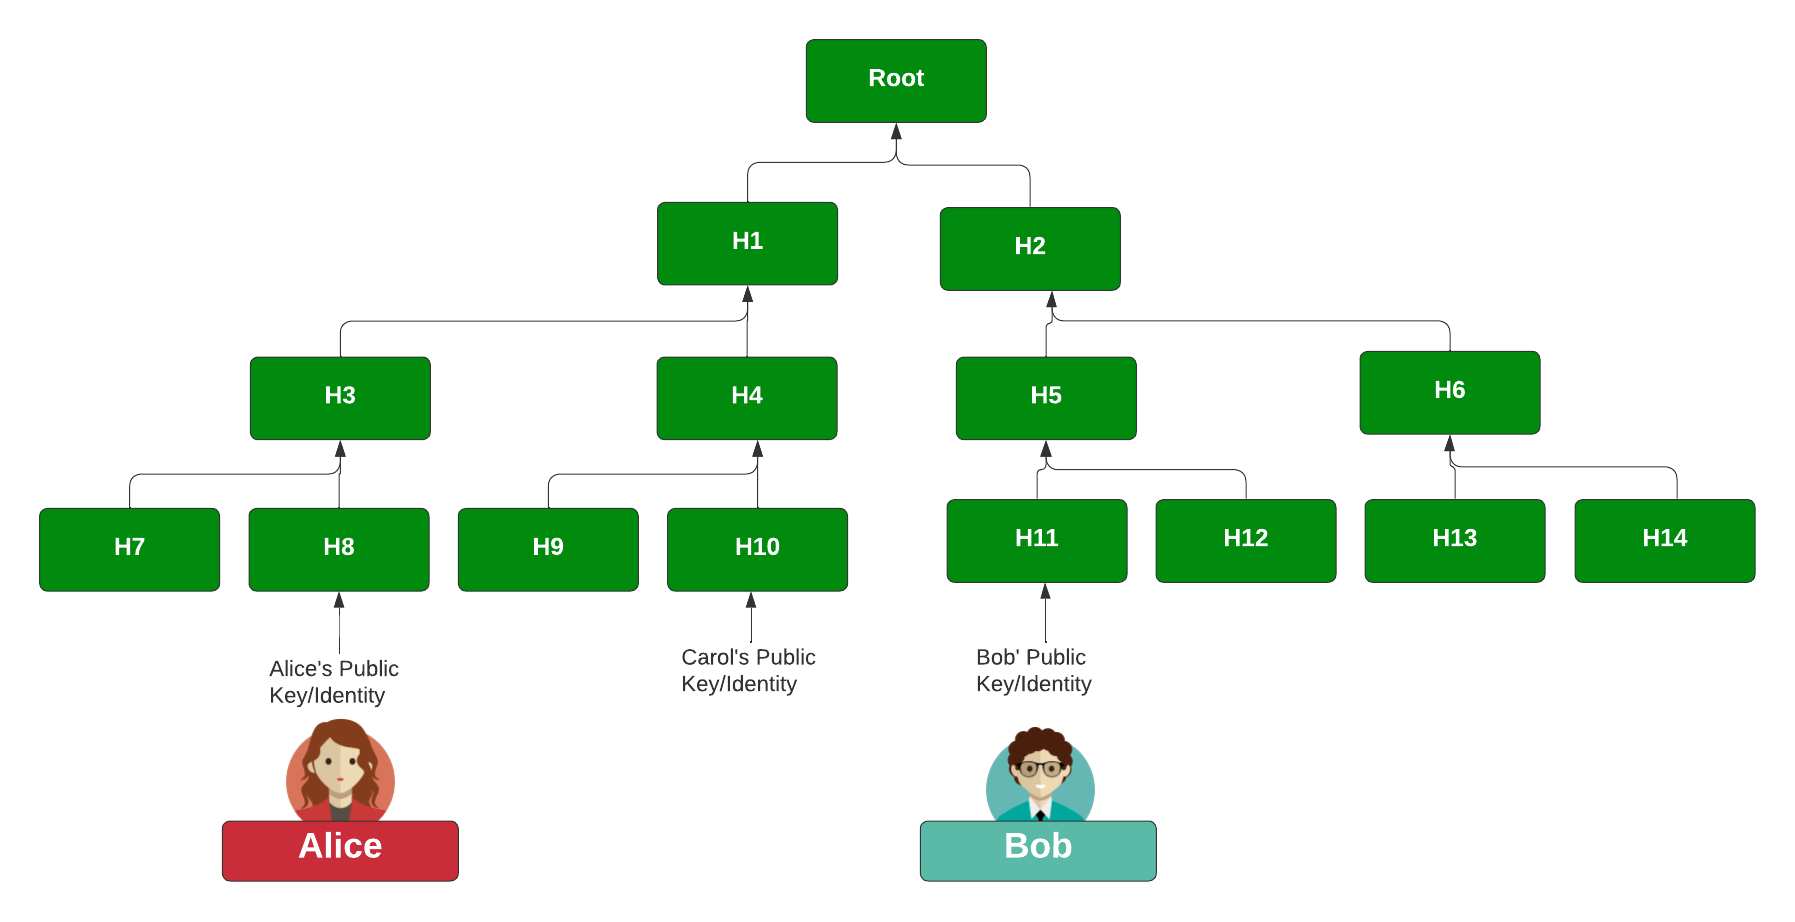 Root
H1
H2
H3
H4
H5
H6
H7
H8
H9
H10
H11
H12
H13
H14
Alice's Public
Key/Identity
Carol's Public
Key/Identity
Bob' Public
Key/Identity
Alice
Bob